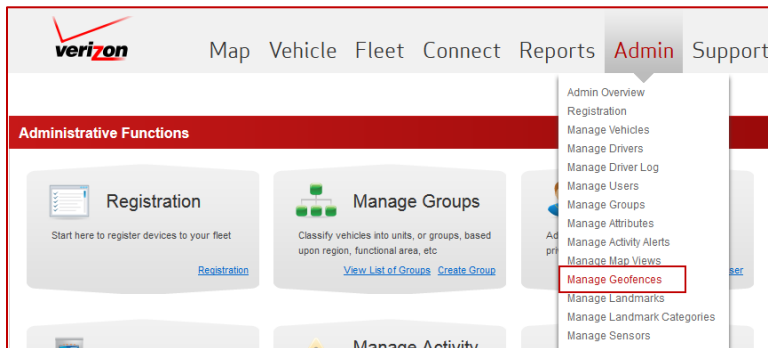 verizon
Map Vehicle Fleet Connect Reports Admin Support
Admin Overview
Registration
Manage Vehicles
Manage Drivers
Manage Driver Log
Manage Users
Manage Groups
Manage Attributes
Manage Activity Alerts
Manage Map Views
Manage Geofences
Manage Landmarks
Manage Landmark Categories
Manage Sensors
Administrative Functions
Registration
Start here to register devices to your fleet
Registration
Manage Groups
Classify vehicles into units, or groups, based
upon region, functional area, etc
View List of Groups Create Group
Manage Activity